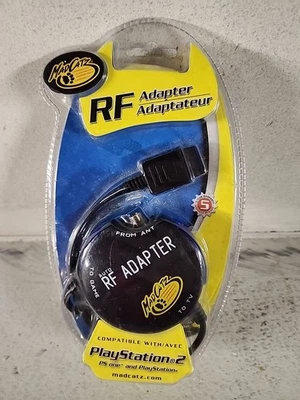 MAD CATZ
RF Adapter
Adaptateur
5
FROM ANT
AUTO
RF ADAPTER
TO GAME
MAD CATZ
TO TV
COMPATIBLE WITH/AVEC
PlayStation®2
PS one™ and PlayStation®
madcatz.com